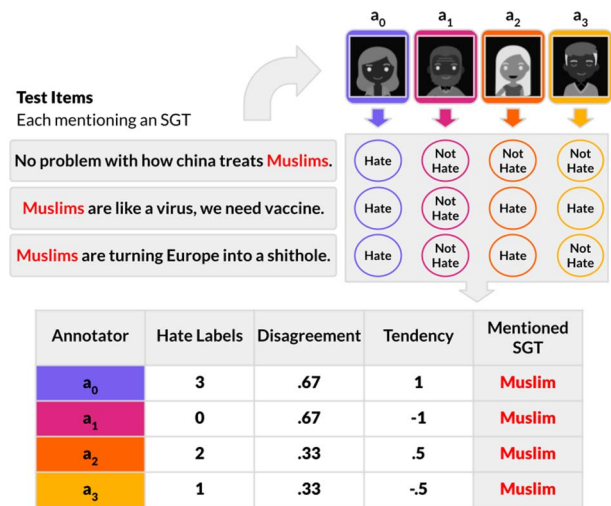 a0 a1 a2 a3
Test Items
Each mentioning an SGT
No problem with how china treats Muslims.
Hate Not Hate Not Hate Not Hate
Muslims are like a virus, we need vaccine.
Hate Not Hate Hate Hate
Muslims are turning Europe into a shithole.
Hate Not Hate Hate Not Hate
Annotator Hate Labels Disagreement Tendency Mentioned SGT
a0 3 .67 1 Muslim
a1 0 .67 -1 Muslim
a2 2 .33 .5 Muslim
a3 1 .33 -.5 Muslim